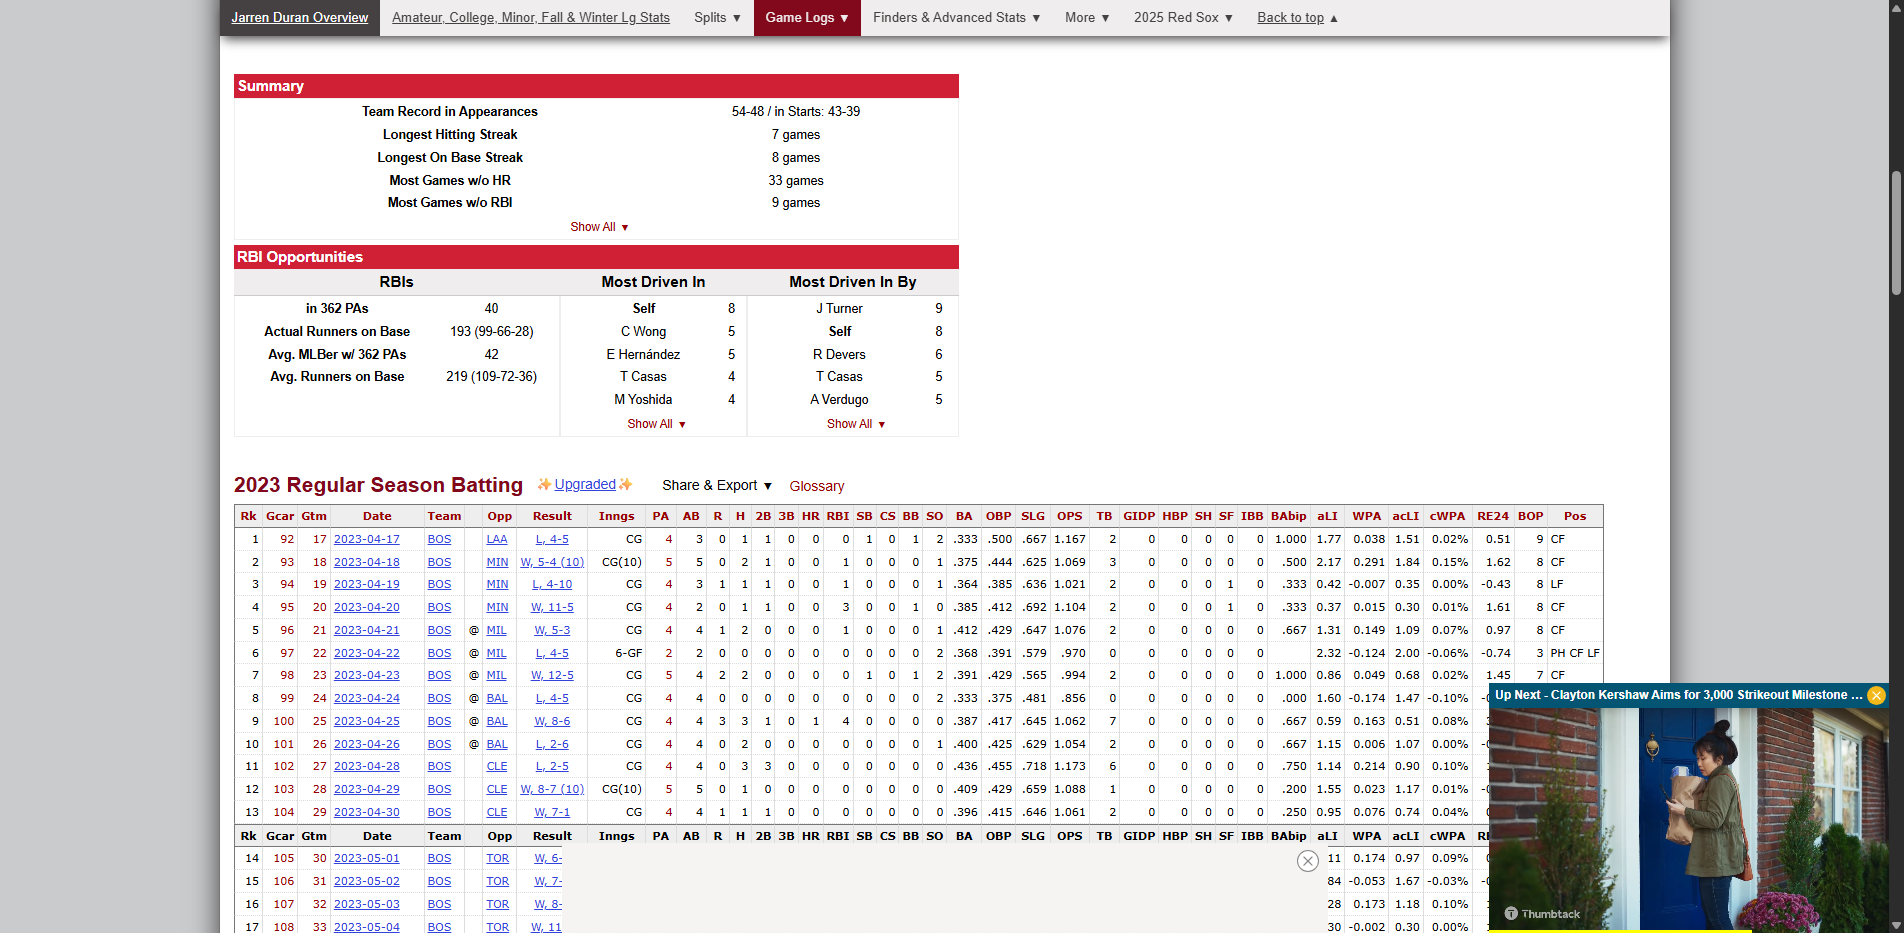 Jarren Duran Overview Amateur, College, Minor, Fall & Winter Lg Stats Splits ▼ Game Logs ▼ Finders & Advanced Stats ▼ More ▼ 2025 Red Sox ▼ Back to top ▲
Summary
Team Record in Appearances 54-48 / in Starts: 43-39
Longest Hitting Streak 7 games
Longest On Base Streak 8 games
Most Games w/o HR 33 games
Most Games w/o RBI 9 games
Show All ▼
RBI Opportunities
RBIs Most Driven In Most Driven In By
in 362 PAs 40 Self 8 J Turner 9
Actual Runners on Base 193 (99-66-28) C Wong 5 Self 8
Avg. MLBer w/ 362 PAs 42 E Hernández 5 R Devers 6
Avg. Runners on Base 219 (109-72-36) T Casas 4 T Casas 5
M Yoshida 4 A Verdugo 5
Show All ▼ Show All ▼
2023 Regular Season Batting ✨Upgraded✨ Share & Export ▼ Glossary
Rk Gcar Gtm Date Team Opp Result Inngs PA AB R H 2B 3B HR RBI SB CS BB SO BA OBP SLG OPS TB GIDP HBP SH SF IBB BAbip aLI WPA acLI cWPA RE24 BOP Pos
1 92 17 2023-04-17 BOS LAA L, 4-5 CG 4 3 0 1 1 0 0 0 1 0 1 2 .333 .500 .667 1.167 2 0 0 0 0 0 1.000 1.77 0.038 1.51 0.02% 0.51 9 CF
2 93 18 2023-04-18 BOS MIN W, 5-4 (10) CG(10) 5 5 0 2 1 0 0 1 0 0 0 1 .375 .444 .625 1.069 3 0 0 0 0 0 .500 2.17 0.291 1.84 0.15% 1.62 8 CF
3 94 19 2023-04-19 BOS MIN L, 4-10 CG 4 3 1 1 1 0 0 1 0 0 0 1 .364 .385 .636 1.021 2 0 0 0 1 0 .333 0.42 -0.007 0.35 0.00% -0.43 8 LF
4 95 20 2023-04-20 BOS MIN W, 11-5 CG 4 2 0 1 1 0 0 3 0 0 1 0 .385 .412 .692 1.104 2 0 0 0 1 0 .333 0.37 0.015 0.30 0.01% 1.61 8 CF
5 96 21 2023-04-21 BOS @ MIL W, 5-3 CG 4 4 1 2 0 0 0 1 0 0 0 1 .412 .429 .647 1.076 2 0 0 0 0 0 .667 1.31 0.149 1.09 0.07% 0.97 8 CF
6 97 22 2023-04-22 BOS @ MIL L, 4-5 6-GF 2 2 0 0 0 0 0 0 0 0 0 2 .368 .391 .579 .970 0 0 0 0 0 0 2.32 -0.124 2.00 -0.06% -0.74 3 PH CF LF
7 98 23 2023-04-23 BOS @ MIL W, 12-5 CG 5 4 2 2 0 0 0 0 1 0 1 2 .391 .429 .565 .994 2 0 0 0 0 0 1.000 0.86 0.049 0.68 0.02% 1.45 7 CF
8 99 24 2023-04-24 BOS @ BAL L, 4-5 CG 4 4 0 0 0 0 0 0 0 0 0 2 .333 .375 .481 .856 0 0 0 0 0 0 .000 1.60 -0.174 1.47 -0.10%
9 100 25 2023-04-25 BOS @ BAL W, 8-6 CG 4 4 3 3 1 0 1 4 0 0 0 0 .387 .417 .645 1.062 7 0 0 0 0 0 .667 0.59 0.163 0.51 0.08%
10 101 26 2023-04-26 BOS @ BAL L, 2-6 CG 4 4 0 2 0 0 0 0 0 0 0 1 .400 .425 .629 1.054 2 0 0 0 0 0 .667 1.15 0.006 1.07 0.00%
11 102 27 2023-04-28 BOS CLE L, 2-5 CG 4 4 0 3 3 0 0 0 0 0 0 0 .436 .455 .718 1.173 6 0 0 0 0 0 .750 1.14 0.214 0.90 0.10%
12 103 28 2023-04-29 BOS CLE W, 8-7 (10) CG(10) 5 5 0 1 0 0 0 0 0 0 0 0 .409 .429 .659 1.088 1 0 0 0 0 0 .200 1.55 0.023 1.17 0.01%
13 104 29 2023-04-30 BOS CLE W, 7-1 CG 4 4 1 1 1 0 0 0 0 0 0 0 .396 .415 .646 1.061 2 0 0 0 0 0 .250 0.95 0.076 0.74 0.04%
Rk Gcar Gtm Date Team Opp Result Inngs PA AB R H 2B 3B HR RBI SB CS BB SO BA OBP SLG OPS TB GIDP HBP SH SF IBB BAbip aLI WPA acLI cWPA
14 105 30 2023-05-01 BOS TOR W, 6- 11 0.174 0.97 0.09%
15 106 31 2023-05-02 BOS TOR W, 7- 84 -0.053 1.67 -0.03%
16 107 32 2023-05-03 BOS TOR W, 8- 28 0.173 1.18 0.10%
17 108 33 2023-05-04 BOS TOR W, 11 30 -0.002 0.30 0.00%
Up Next - Clayton Kershaw Aims for 3,000 Strikeout Milestone ...
Thumbtack